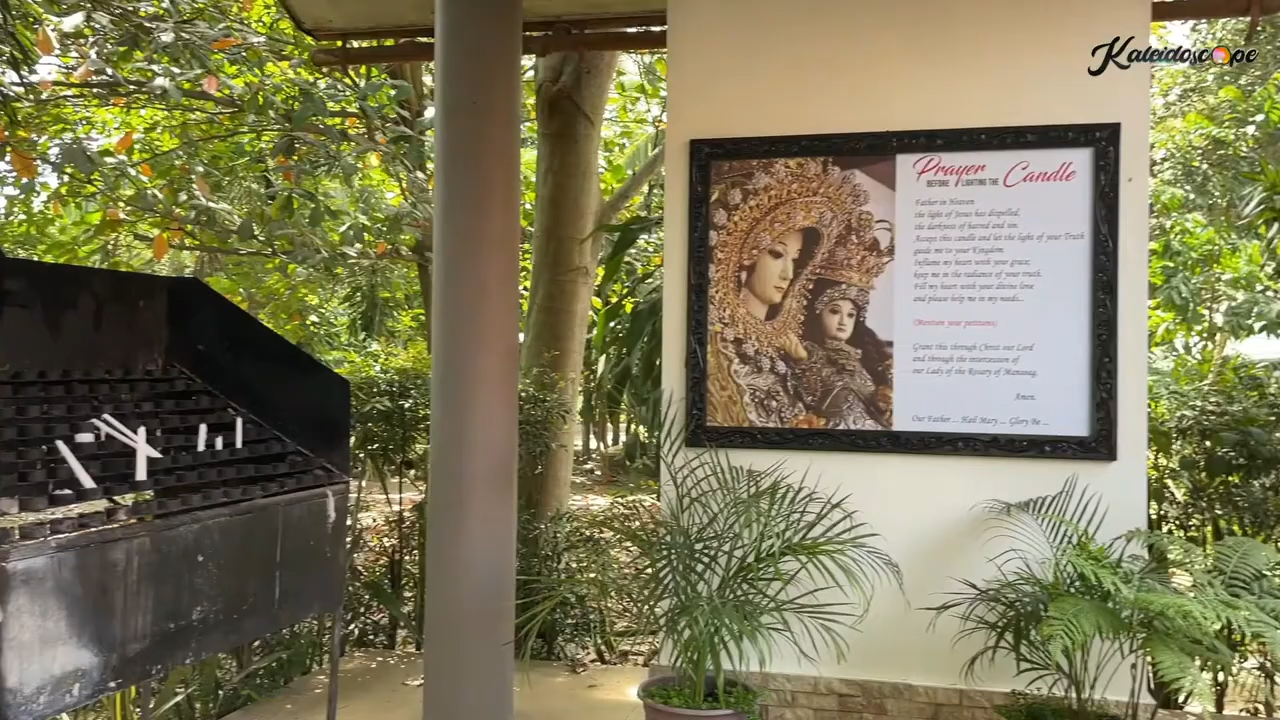 Kaleidoscope
Prayer
BEFORE LIGHTING THE Candle
Father in Heaven
the light of Jesus has dispelled,
the darkness of hatred and sin.
Accept this candle and let the light of your Truth
guide me to your Kingdom.
Inflame my heart with your grace;
keep me in the radiance of your truth.
Fill my heart with your divine love
and please help me in my needs...
(Mention your petitions)
Grant this through Christ our Lord
and through the intercession of
our Lady of the Rosary of Manaoag.
Amen.
Our Father.... Hail Mary ... Glory Be ...